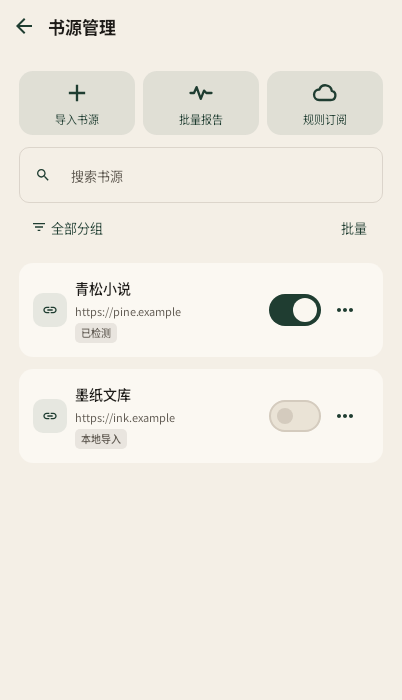 书源管理
导入书源 批量报告 规则订阅
搜索书源
全部分组 批量
青松小说
https://pine.example
已检测
墨纸文库
https://ink.example
本地导入